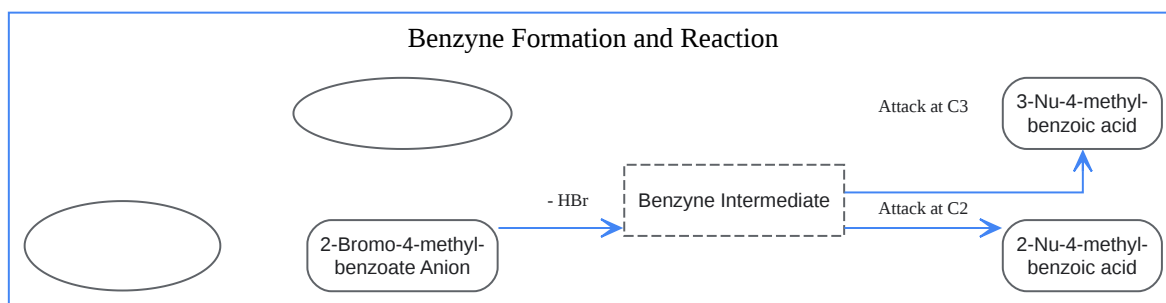 Benzyne Formation and Reaction
Attack at C3
3-Nu-4-methyl-
benzoic acid
- HBr
Benzyne Intermediate
Attack at C2
2-Bromo-4-methyl-
benzoate Anion
2-Nu-4-methyl-
benzoic acid